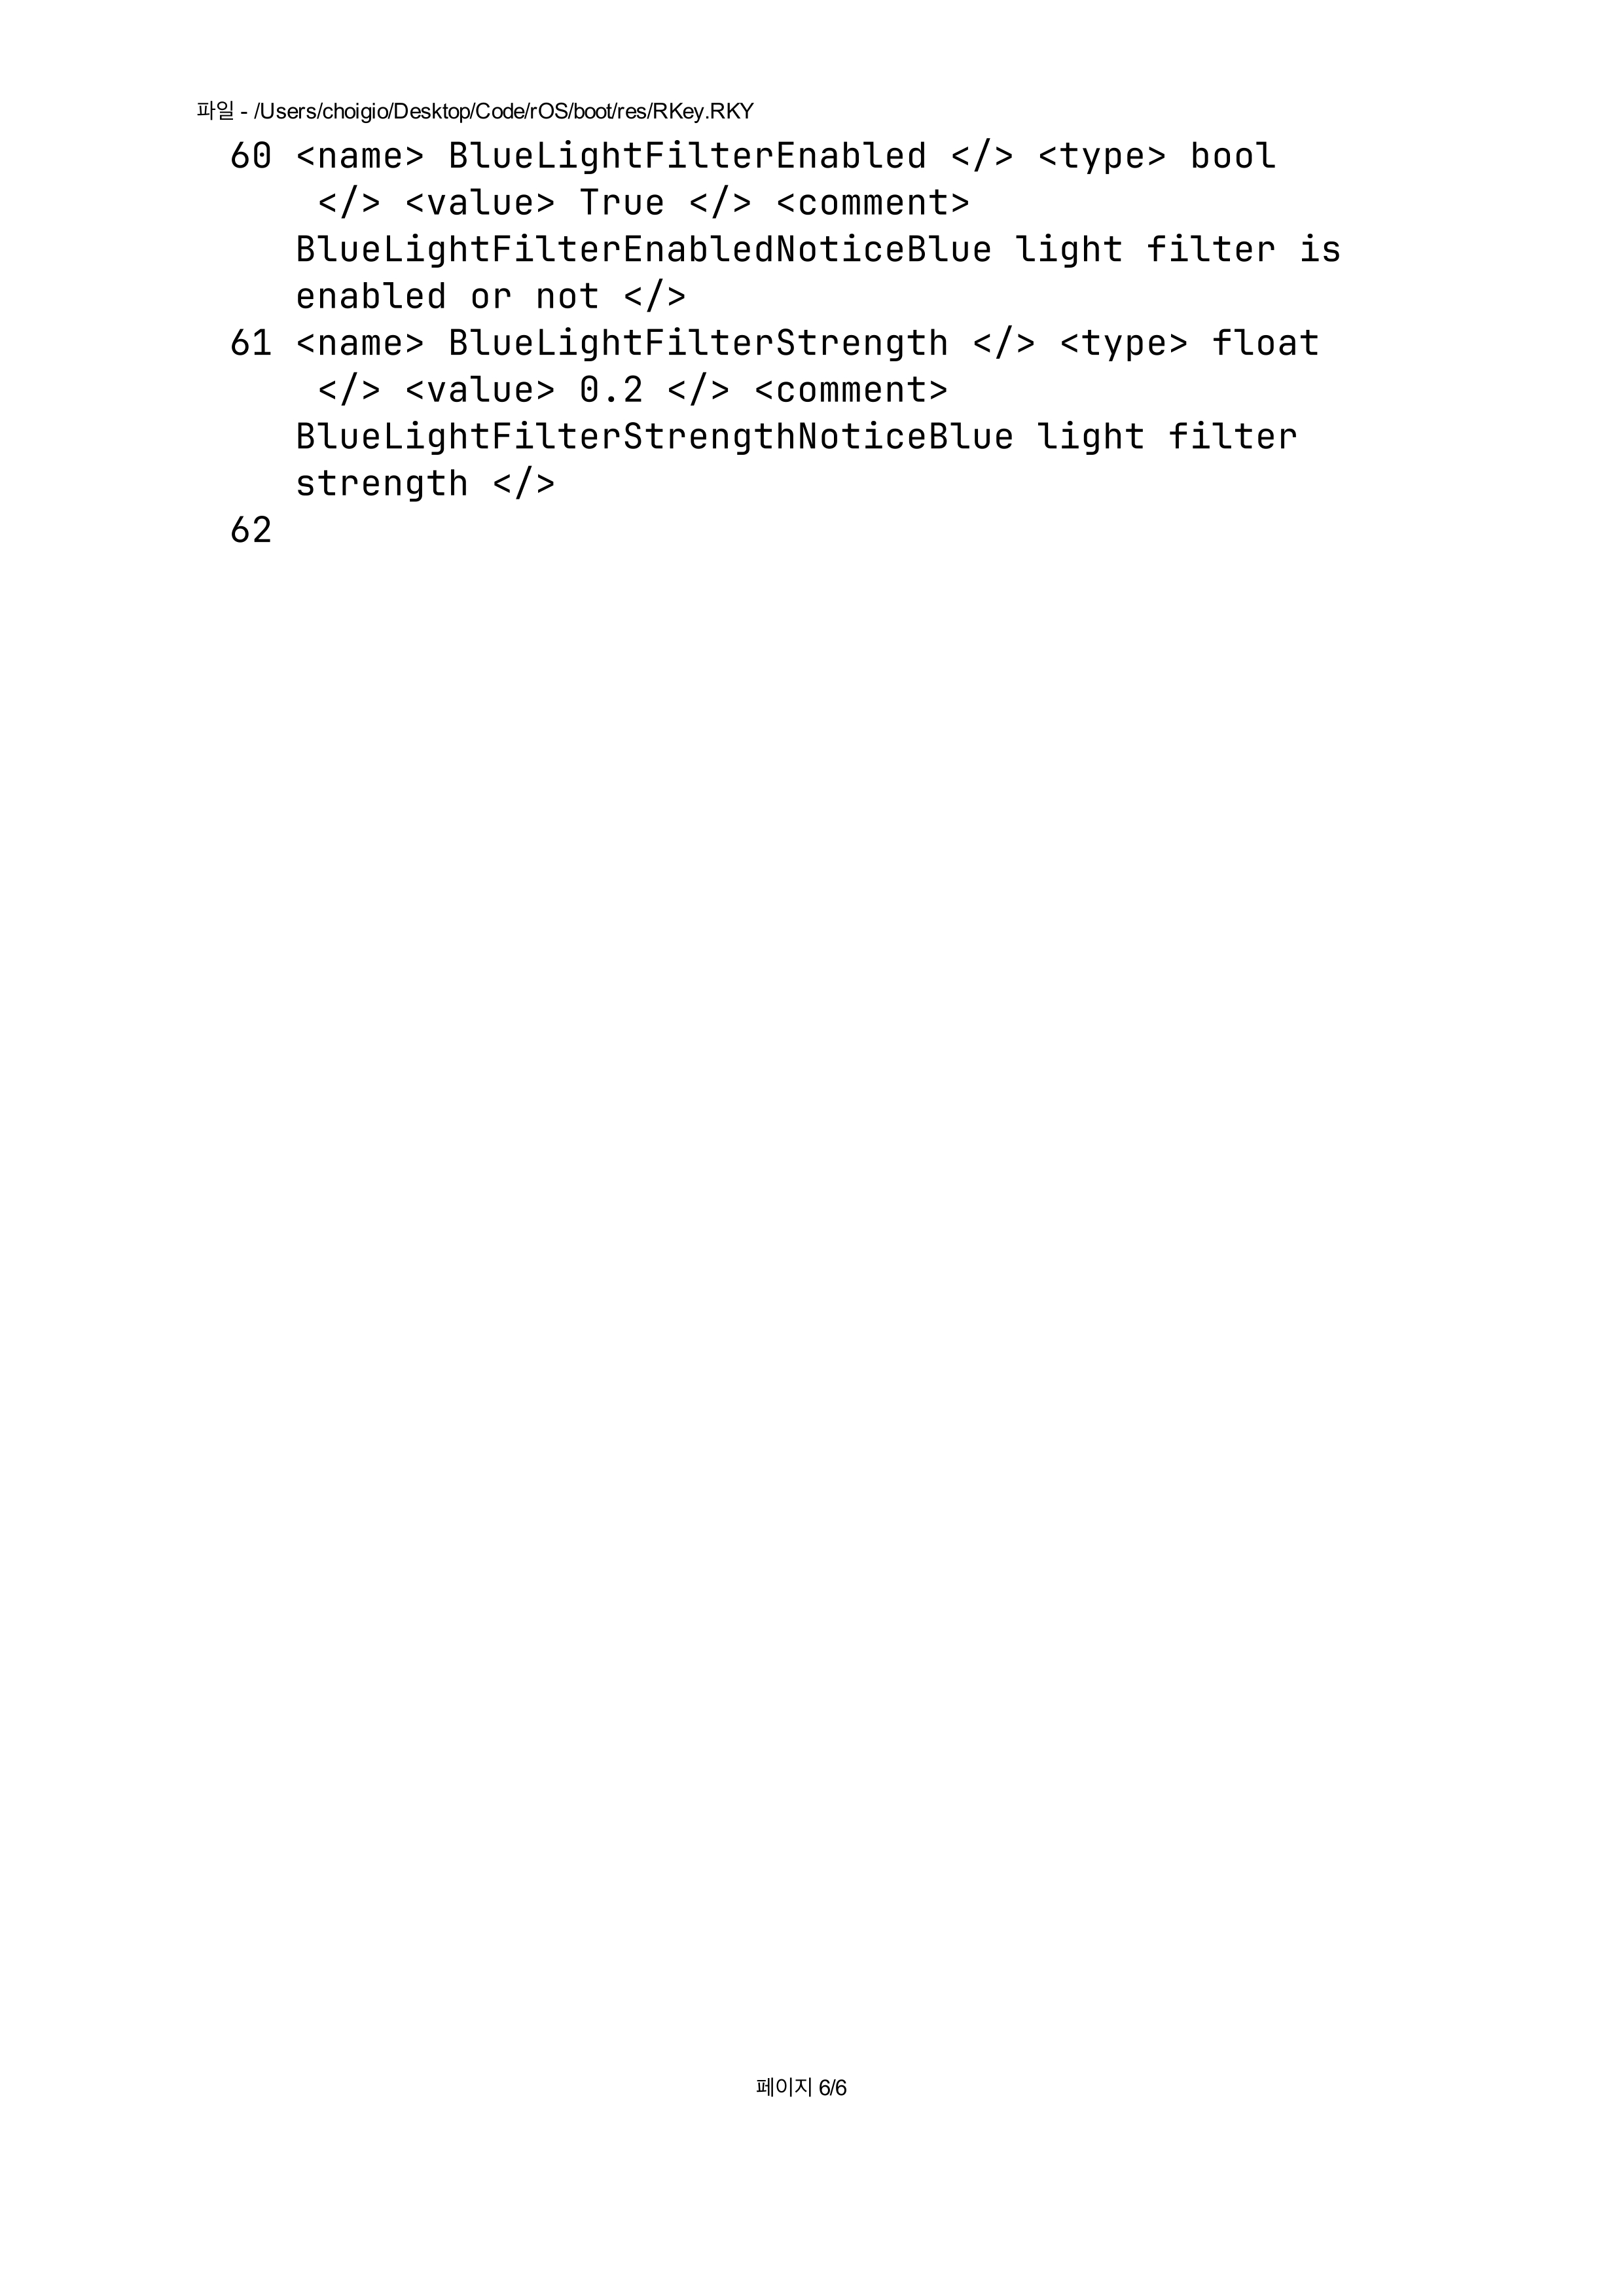 파일 - /Users/choigio/Desktop/Code/rOS/boot/res/RKey.RKY
60 <name> BlueLightFilterEnabled </> <type> bool
</> <value> True </> <comment>
BlueLightFilterEnabledNoticeBlue light filter is
enabled or not </>
61 <name> BlueLightFilterStrength </> <type> float
</> <value> 0.2 </> <comment>
BlueLightFilterStrengthNoticeBlue light filter
strength </>
62
페이지 6/6